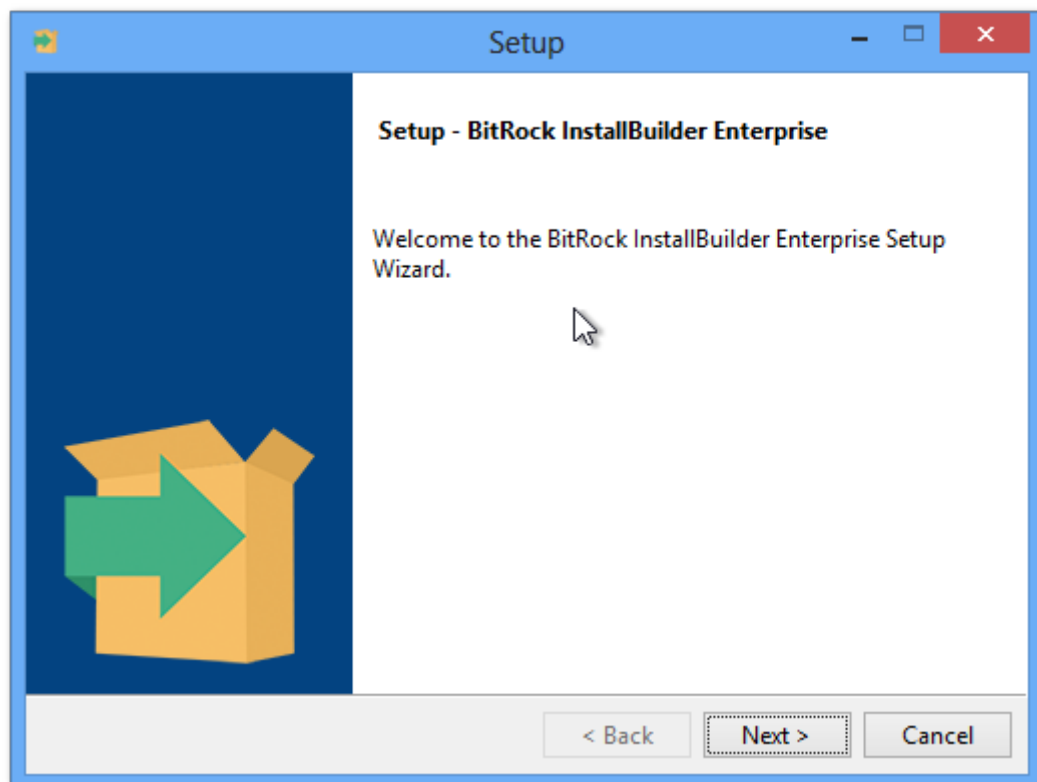 Setup
Setup - BitRock InstallBuilder Enterprise
Welcome to the BitRock InstallBuilder Enterprise Setup
Wizard.
< Back
Next >
Cancel